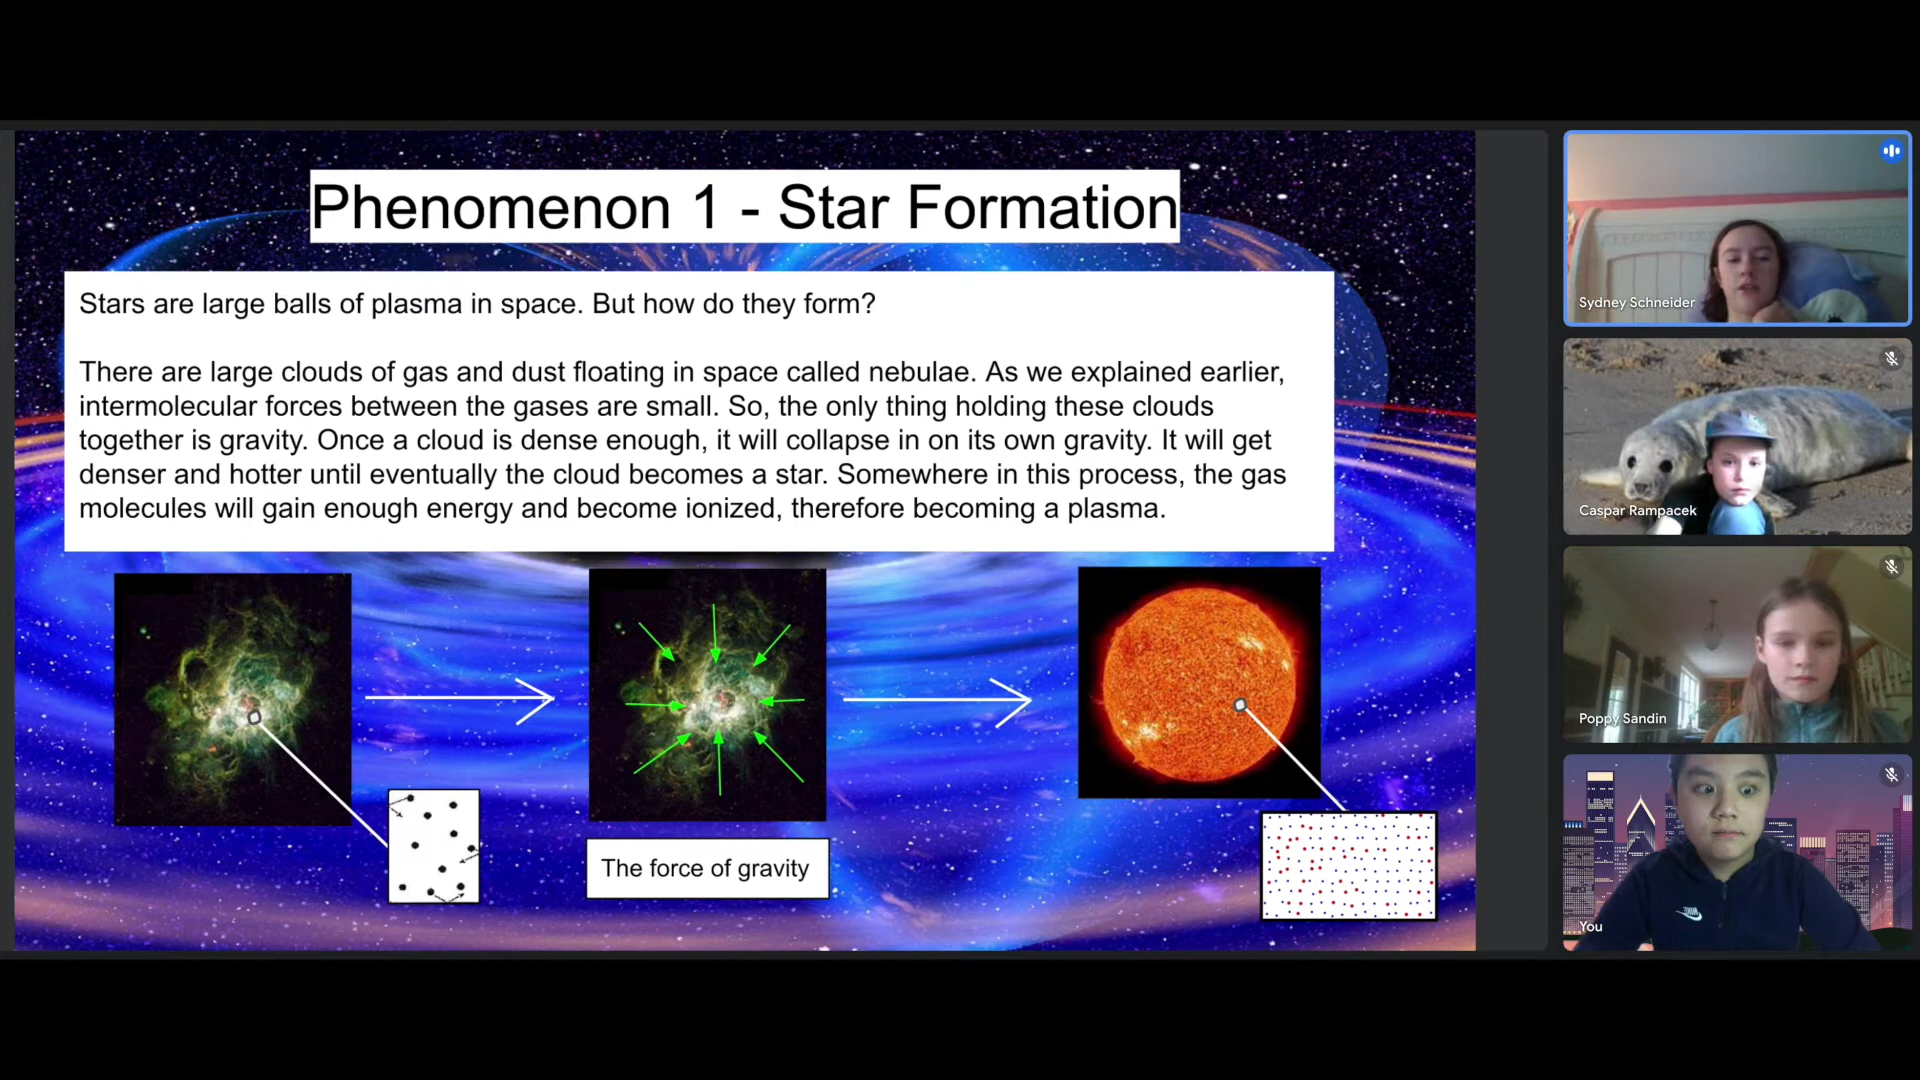 Phenomenon 1 - Star Formation
Stars are large balls of plasma in space. But how do they form?
There are large clouds of gas and dust floating in space called nebulae. As we explained earlier,
intermolecular forces between the gases are small. So, the only thing holding these clouds
together is gravity. Once a cloud is dense enough, it will collapse in on its own gravity. It will get
denser and hotter until eventually the cloud becomes a star. Somewhere in this process, the gas
molecules will gain enough energy and become ionized, therefore becoming a plasma.
The force of gravity
Sydney Schneider
Caspar Rampacek
Poppy Sandin
You